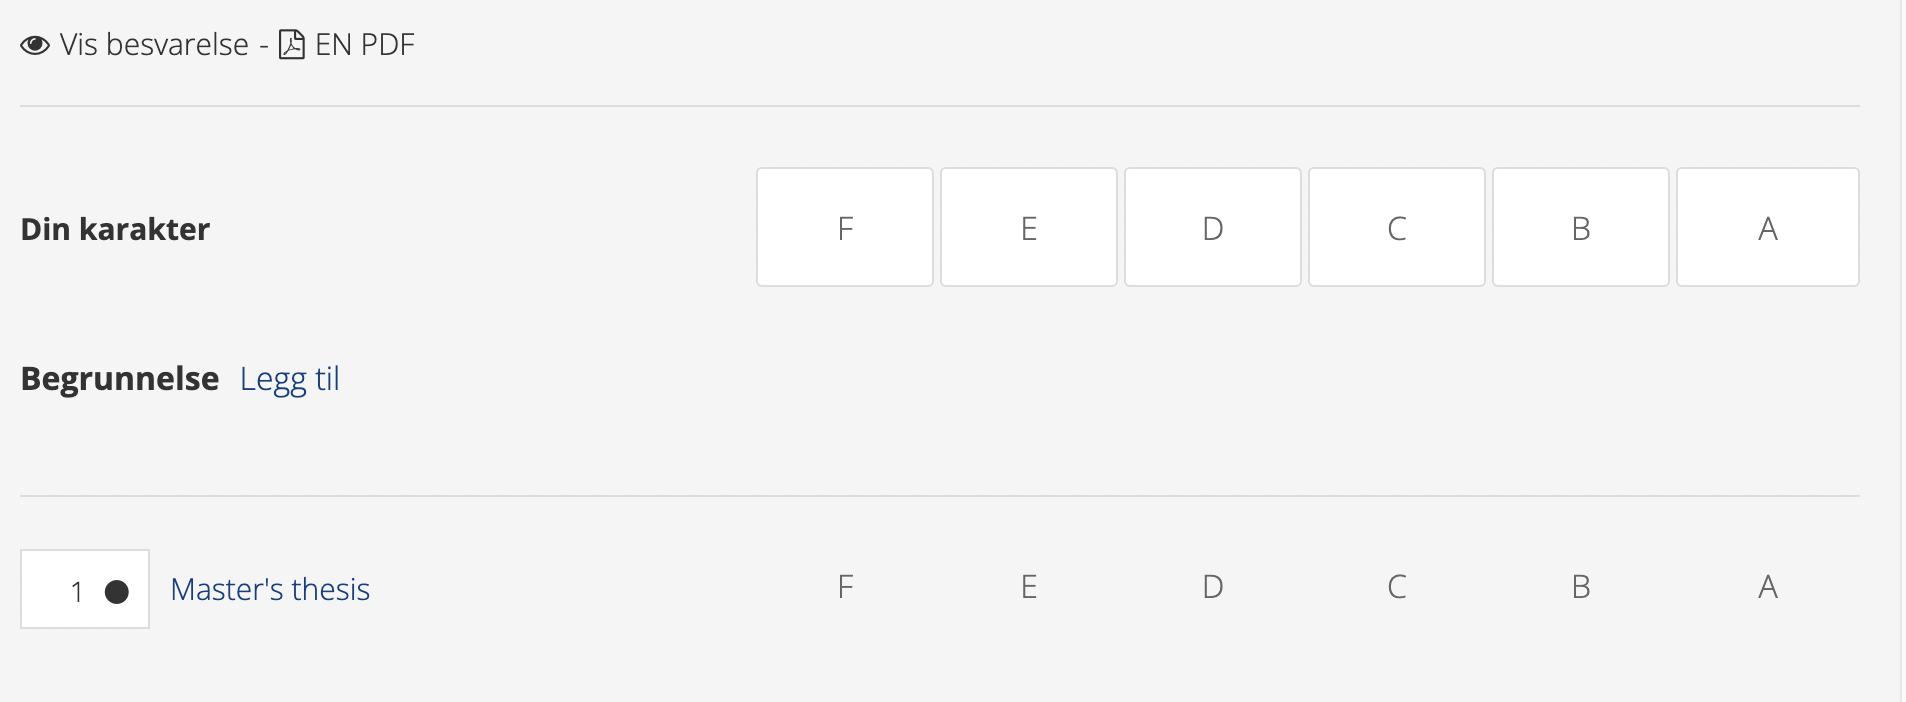 Vis besvarelse - EN PDF
Din karakter F E D C B A
Begrunnelse Legg til
1 Master's thesis F E D C B A